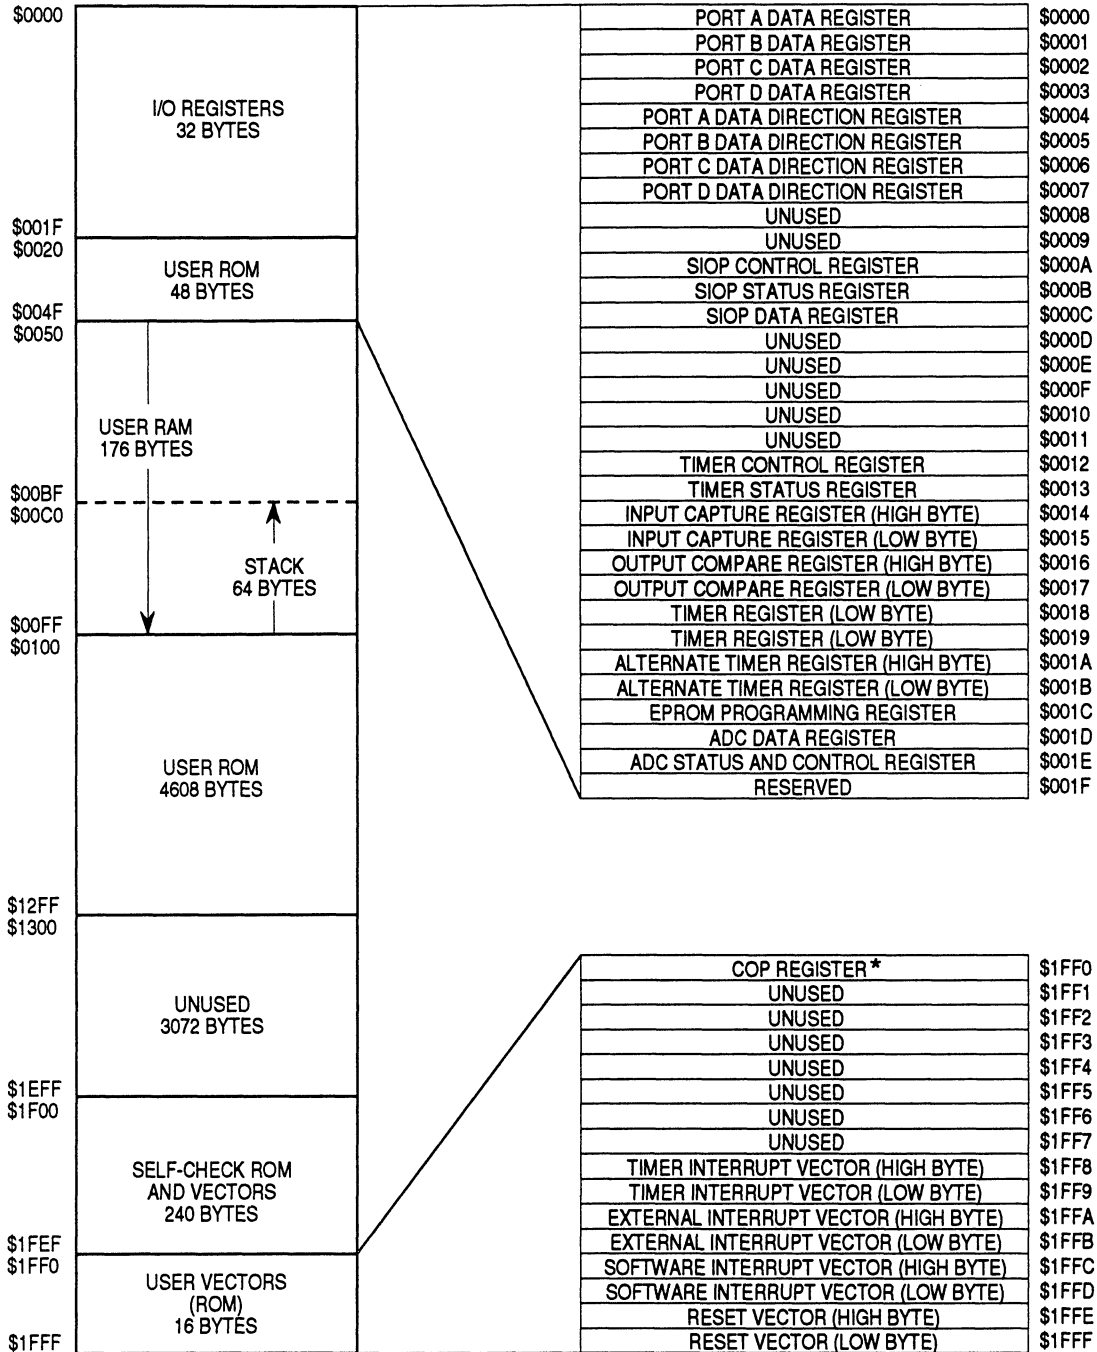 $0000
I/O REGISTERS
32 BYTES
$001F
$0020
USER ROM
48 BYTES
$004F
$0050
USER RAM
176 BYTES
$00BF
$00C0
STACK
64 BYTES
$00FF
$0100
USER ROM
4608 BYTES
$12FF
$1300
UNUSED
3072 BYTES
$1EFF
$1F00
SELF-CHECK ROM
AND VECTORS
240 BYTES
$1FEF
$1FF0
USER VECTORS
(ROM)
16 BYTES
$1FFF
PORT A DATA REGISTER $0000
PORT B DATA REGISTER $0001
PORT C DATA REGISTER $0002
PORT D DATA REGISTER $0003
PORT A DATA DIRECTION REGISTER $0004
PORT B DATA DIRECTION REGISTER $0005
PORT C DATA DIRECTION REGISTER $0006
PORT D DATA DIRECTION REGISTER $0007
UNUSED $0008
UNUSED $0009
SIOP CONTROL REGISTER $000A
SIOP STATUS REGISTER $000B
SIOP DATA REGISTER $000C
UNUSED $000D
UNUSED $000E
UNUSED $000F
UNUSED $0010
UNUSED $0011
TIMER CONTROL REGISTER $0012
TIMER STATUS REGISTER $0013
INPUT CAPTURE REGISTER (HIGH BYTE) $0014
INPUT CAPTURE REGISTER (LOW BYTE) $0015
OUTPUT COMPARE REGISTER (HIGH BYTE) $0016
OUTPUT COMPARE REGISTER (LOW BYTE) $0017
TIMER REGISTER (LOW BYTE) $0018
TIMER REGISTER (LOW BYTE) $0019
ALTERNATE TIMER REGISTER (HIGH BYTE) $001A
ALTERNATE TIMER REGISTER (LOW BYTE) $001B
EPROM PROGRAMMING REGISTER $001C
ADC DATA REGISTER $001D
ADC STATUS AND CONTROL REGISTER $001E
RESERVED $001F
COP REGISTER* $1FF0
UNUSED $1FF1
UNUSED $1FF2
UNUSED $1FF3
UNUSED $1FF4
UNUSED $1FF5
UNUSED $1FF6
UNUSED $1FF7
TIMER INTERRUPT VECTOR (HIGH BYTE) $1FF8
TIMER INTERRUPT VECTOR (LOW BYTE) $1FF9
EXTERNAL INTERRUPT VECTOR (HIGH BYTE) $1FFA
EXTERNAL INTERRUPT VECTOR (LOW BYTE) $1FFB
SOFTWARE INTERRUPT VECTOR (HIGH BYTE) $1FFC
SOFTWARE INTERRUPT VECTOR (LOW BYTE) $1FFD
RESET VECTOR (HIGH BYTE) $1FFE
RESET VECTOR (LOW BYTE) $1FFF